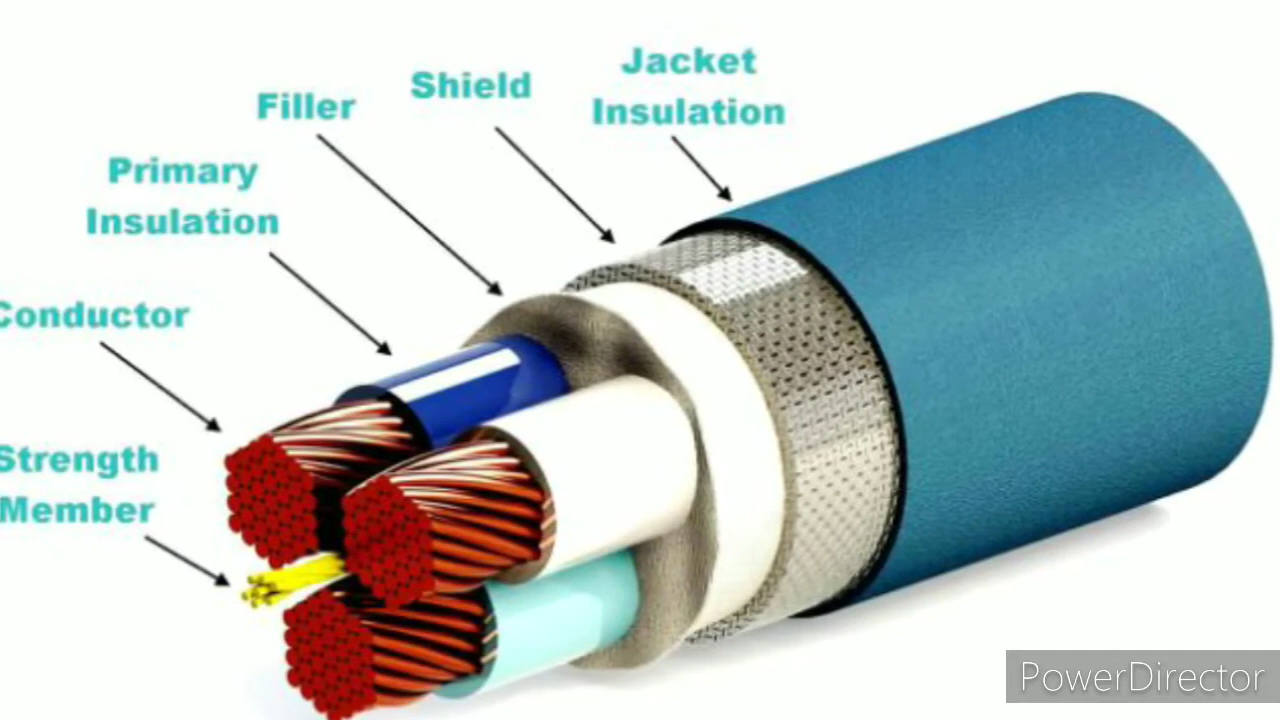 Jacket
Insulation
Shield
Filler
Primary
Insulation
Conductor
Strength
Member
PowerDirector